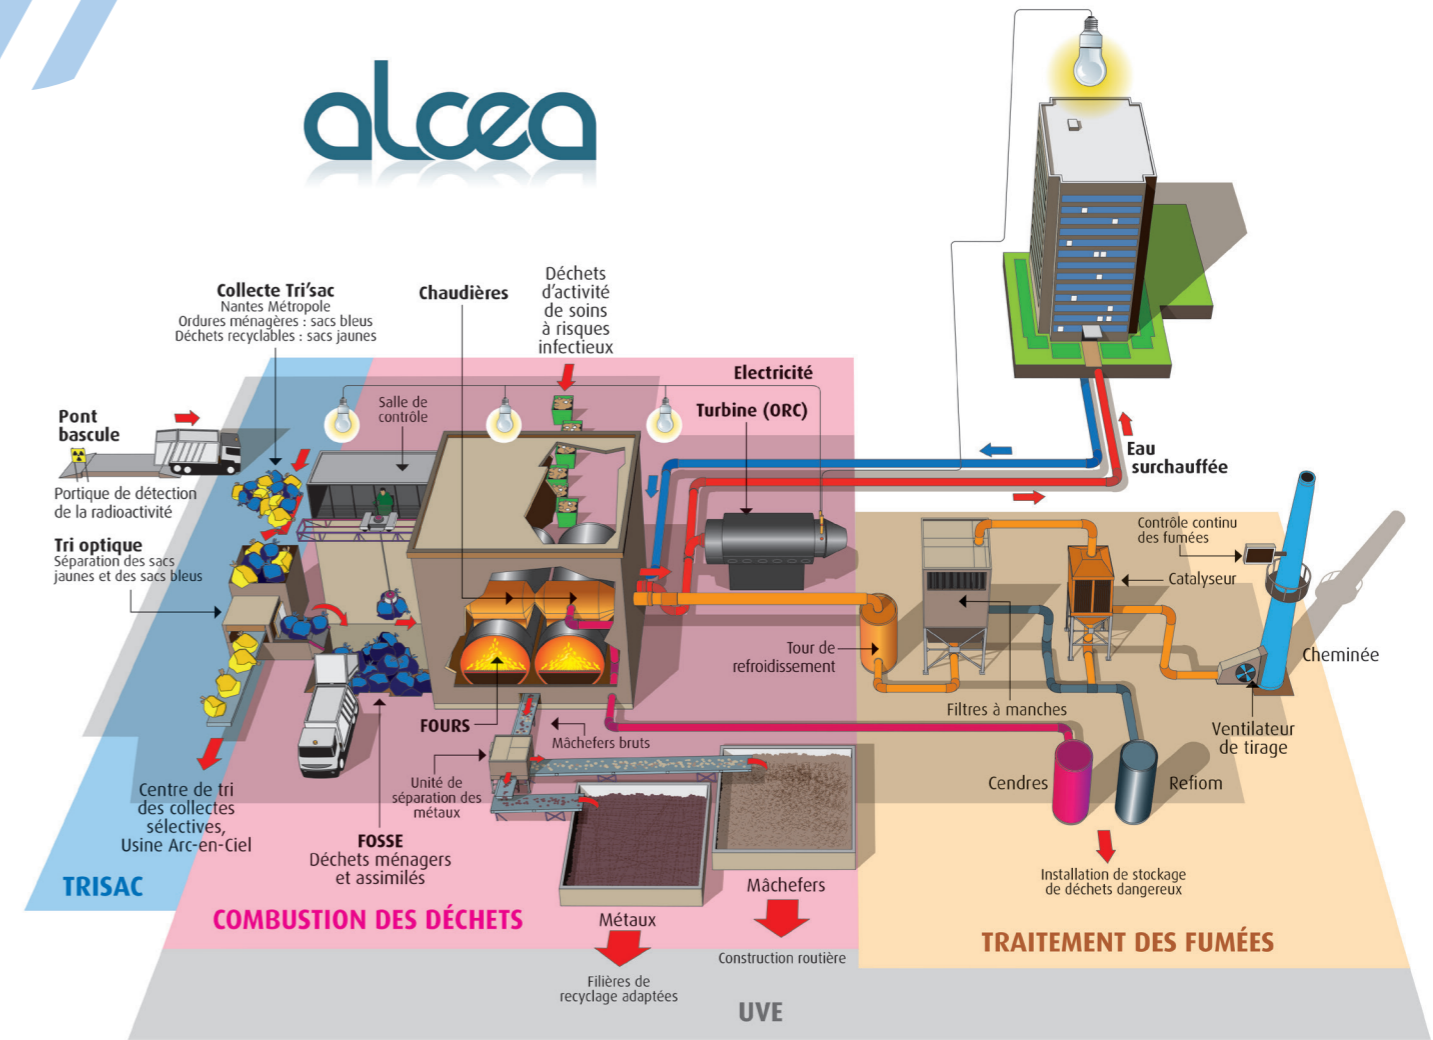 alcea
Collecte Tri'sac
Nantes Métropole
Ordures ménagères : sacs bleus
Déchets recyclables : sacs jaunes
Chaudières
Déchets
d'activité
de soins
à risques
infectieux
Electricité
Turbine (ORC)
Salle de
contrôle
Pont
bascule
Portique de détection
de la radioactivité
Tri optique
Séparation des sacs
jaunes et des sacs bleus
Eau
surchauffée
Contrôle continu
des fumées
Catalyseur
Tour de
refroidissement
Filtres à manches
Cheminée
Ventilateur
de tirage
FOURS
Mâchefers bruts
Unité de
séparation des
métaux
Cendres
Refiom
Centre de tri
des collectes
sélectives,
Usine Arc-en-Ciel
FOSSE
Déchets ménagers
et assimilés
Installation de stockage
de déchets dangereux
Mâchefers
Métaux
Construction routière
Filières de
recyclage adaptées
TRISAC
COMBUSTION DES DÉCHETS
TRAITEMENT DES FUMÉES
UVE